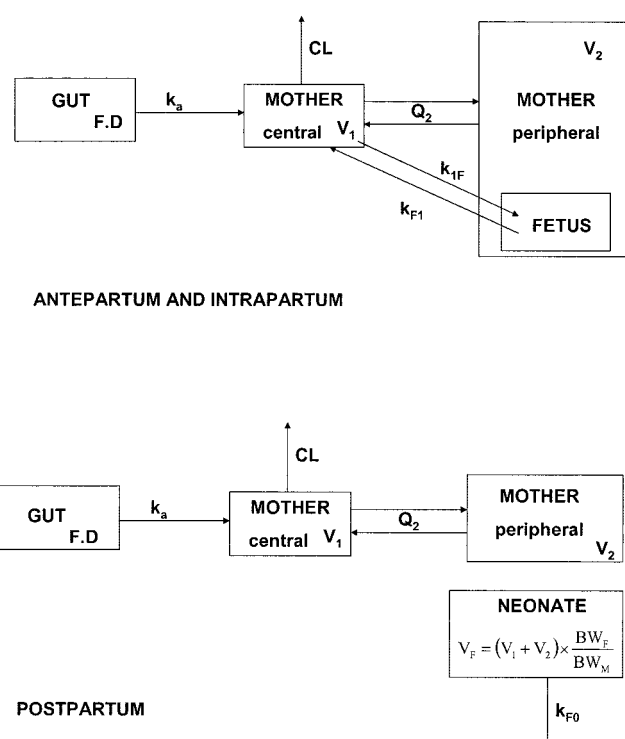 CL
V2
GUT
F.D
ka
MOTHER
central V1
Q2
MOTHER
peripheral
k1F
kF1
FETUS
ANTEPARTUM AND INTRAPARTUM
CL
GUT
F.D
ka
MOTHER
central V1
Q2
MOTHER
peripheral
V2
NEONATE
VF = (V1 + V2) × BWF / BWM
POSTPARTUM
kF0